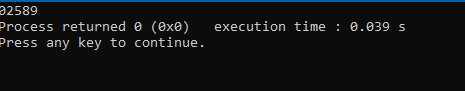 02589
Process returned 0 (0x0)   execution time : 0.039 s
Press any key to continue.